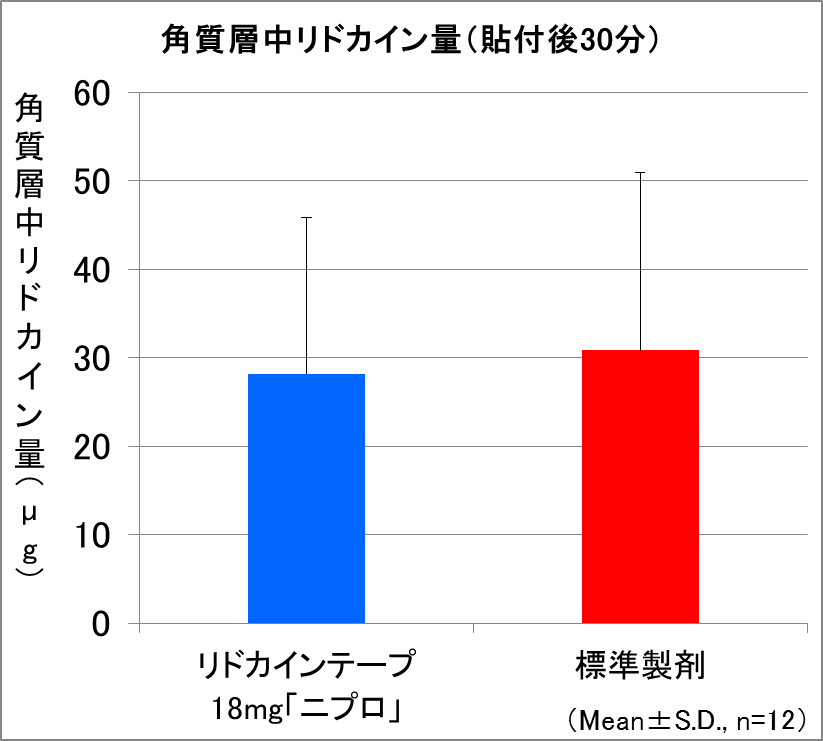 角質層中リドカイン量（貼付後30分）
角質層中リドカイン量（μg）
60
50
40
30
20
10
0
リドカインテープ
18mg「ニプロ」
標準製剤
（Mean±S.D., n=12）